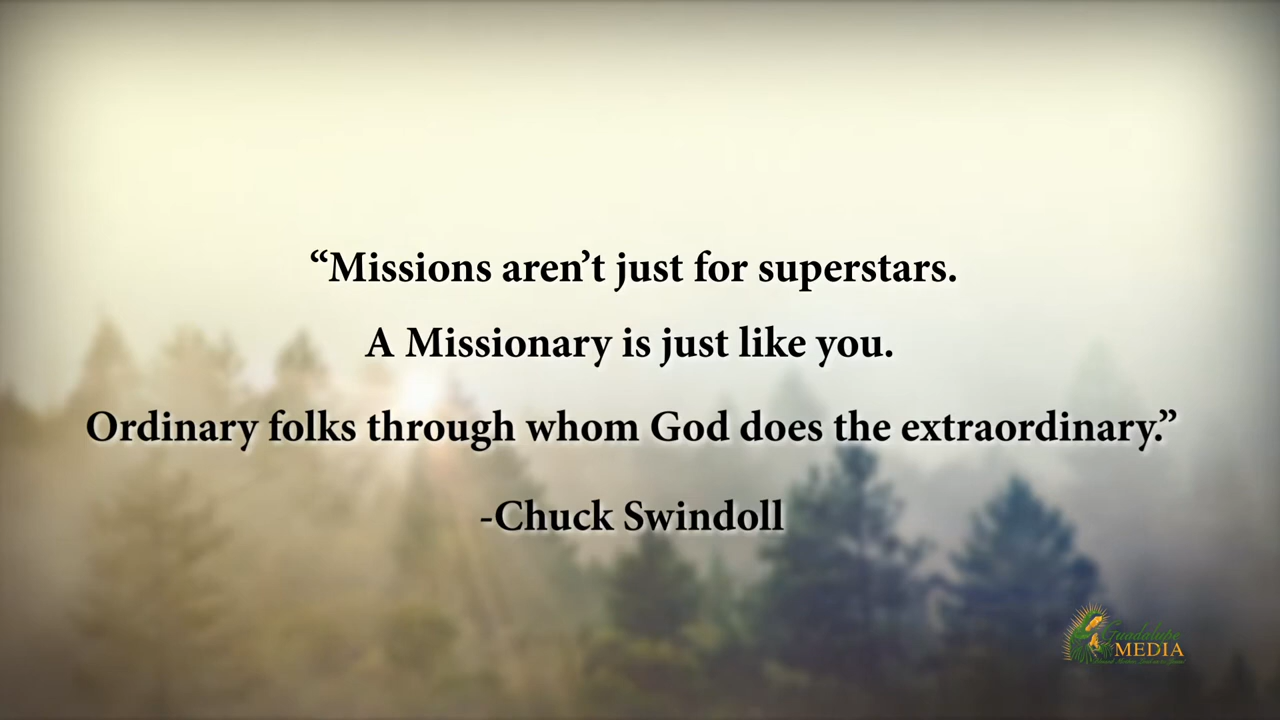 “Missions aren’t just for superstars.
A Missionary is just like you.
Ordinary folks through whom God does the extraordinary.”
-Chuck Swindoll
Guadalupe
MEDIA